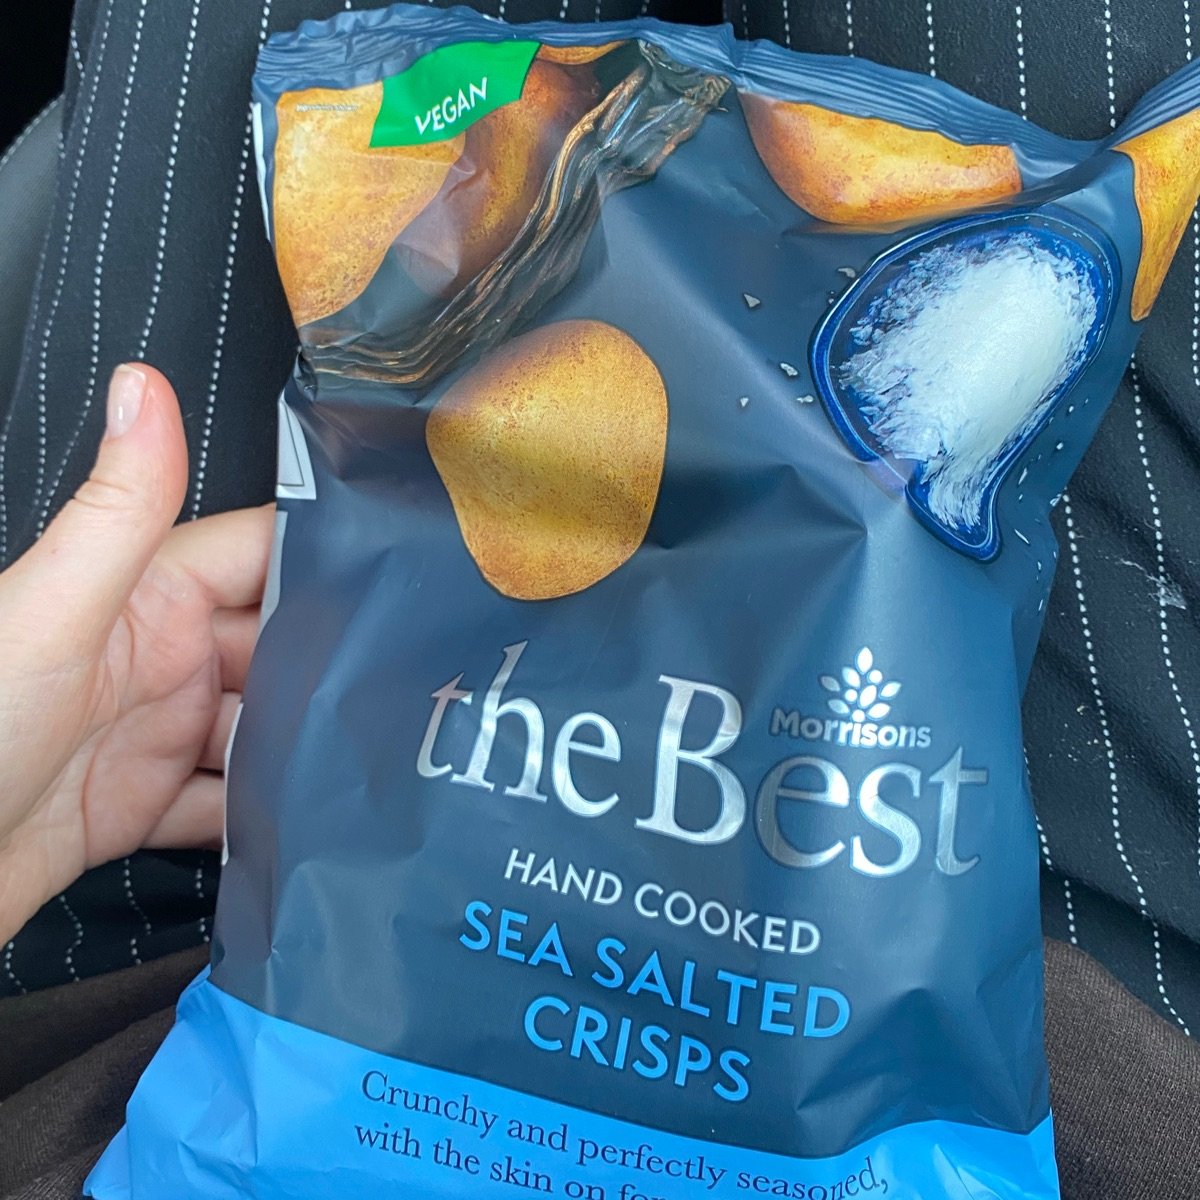 VEGAN
Morrisons
the Best
HAND COOKED
SEA SALTED
CRISPS
Crunchy and perfectly seasoned,
with the skin on